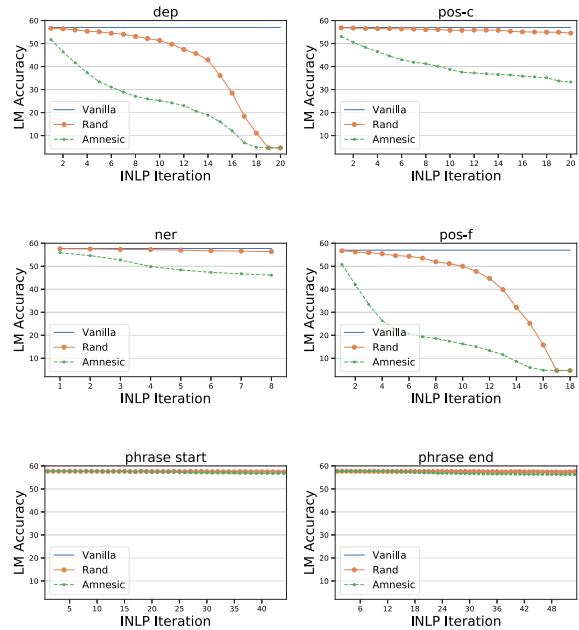 dep
pos-c
LM Accuracy
60
50
40
30
20
10
Vanilla
Rand
Amnesic
2 4 6 8 10 12 14 16 18 20
INLP Iteration
LM Accuracy
60
50
40
30
20
10
Vanilla
Rand
Amnesic
2 4 6 8 10 12 14 16 18 20
INLP Iteration
ner
pos-f
LM Accuracy
60
50
40
30
20
10
Vanilla
Rand
Amnesic
1 2 3 4 5 6 7 8
INLP Iteration
LM Accuracy
60
50
40
30
20
10
Vanilla
Rand
Amnesic
2 4 6 8 10 12 14 16 18
INLP Iteration
phrase start
phrase end
LM Accuracy
60
50
40
30
20
10
Vanilla
Rand
Amnesic
5 10 15 20 25 30 35 40
INLP Iteration
LM Accuracy
60
50
40
30
20
10
Vanilla
Rand
Amnesic
6 12 18 24 30 36 42 48
INLP Iteration